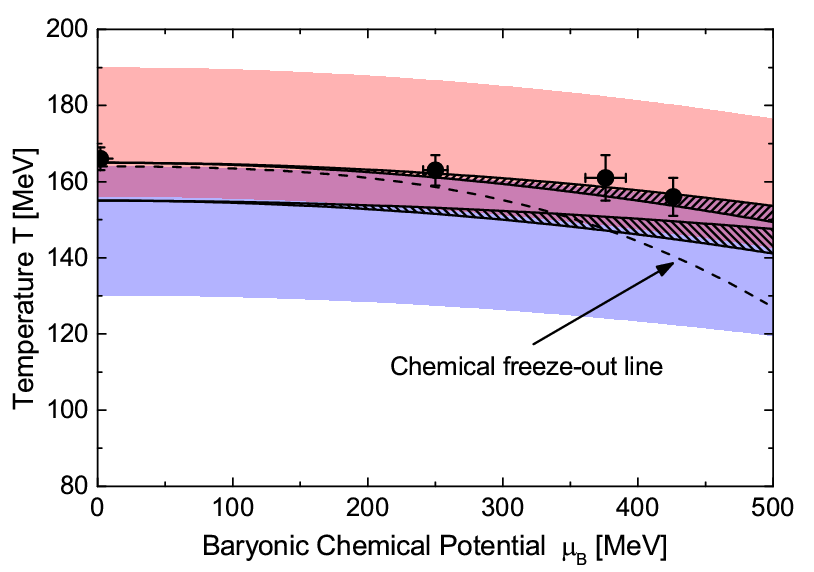 200
180
160
140
120
100
80
Temperature T [MeV]
Chemical freeze-out line
0 100 200 300 400 500
Baryonic Chemical Potential μB [MeV]